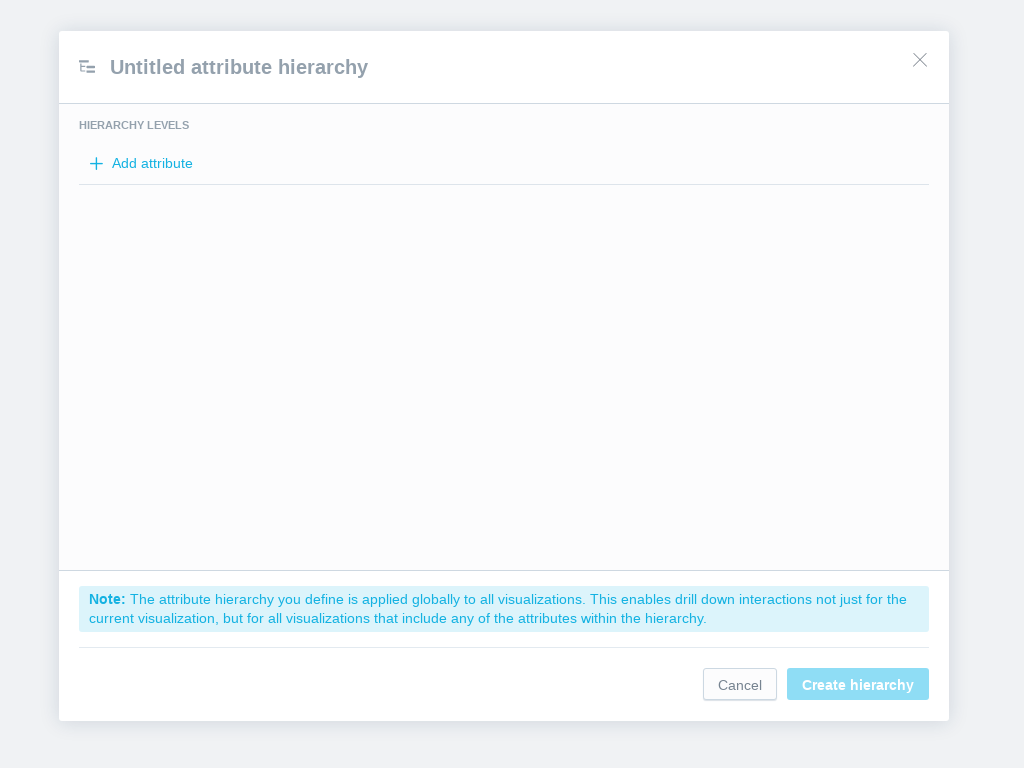 Untitled attribute hierarchy
HIERARCHY LEVELS
Add attribute
Note: The attribute hierarchy you define is applied globally to all visualizations. This enables drill down interactions not just for the
current visualization, but for all visualizations that include any of the attributes within the hierarchy.
Cancel
Create hierarchy